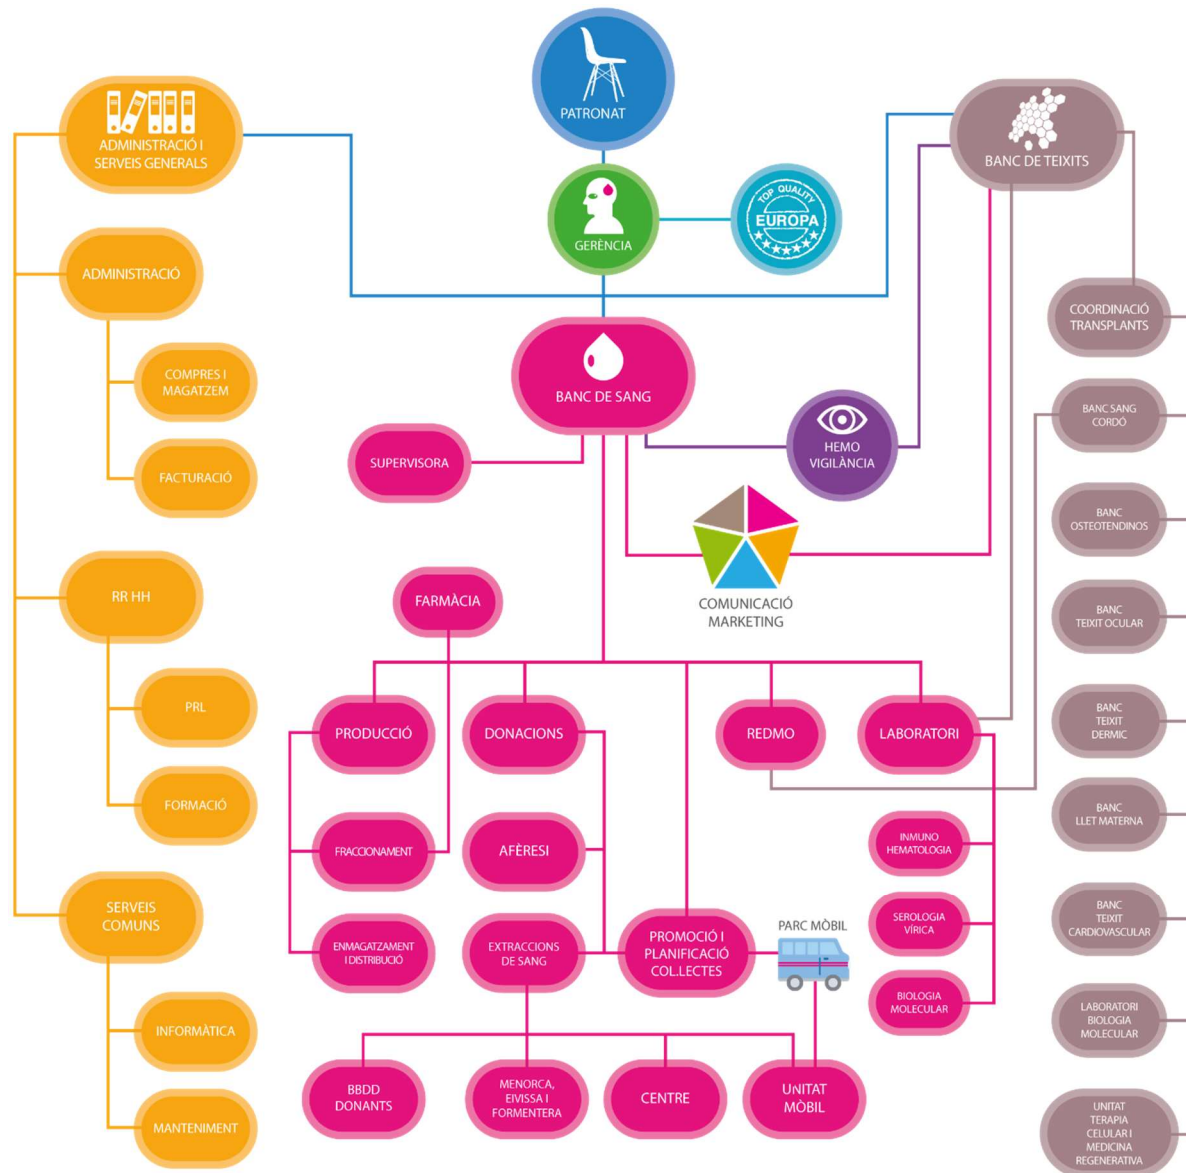 PATRONAT
ADMINISTRACIÓ I
SERVEIS GENERALS
BANC DE TEIXITS
GERÈNCIA
TOP QUALITY
EUROPA
ADMINISTRACIÓ
COORDINACIÓ
TRANSPLANTS
COMPRES I
MAGATZEM
BANC DE SANG
BANC SANG
CORDÓ
HEMO
VIGILÀNCIA
SUPERVISORA
FACTURACIÓ
BANC
OSTEOTENDINOS
RR HH
FARMÀCIA
COMUNICACIÓ
MARKETING
BANC
TEIXIT OCULAR
PRL
PRODUCCIÓ
DONACIONS
REDMO
LABORATORI
BANC
TEIXIT
DERMIC
FORMACIÓ
FRACCIONAMENT
AFÈRESI
INMUNO
HEMATOLOGIA
BANC
LLET MATERNA
SERVEIS
COMUNS
ENMAGATZAMENT
I DISTRIBUCIÓ
EXTRACCIONS
DE SANG
PROMOCIÓ I
PLANIFICACIÓ
COL.LECTES
PARC MÒBIL
SEROLOGIA
VÍRICA
BANC
TEIXIT
CARDIOVASCULAR
INFORMÀTICA
BIOLOGIA
MOLECULAR
LABORATORI
BIOLOGIA
MOLECULAR
MANTENIMENT
BBDD
DONANTS
MENORCA,
EIVISSA I
FORMENTERA
CENTRE
UNITAT
MÒBIL
UNITAT
TERAPIA
CELULAR I
MEDICINA
REGENERATIVA